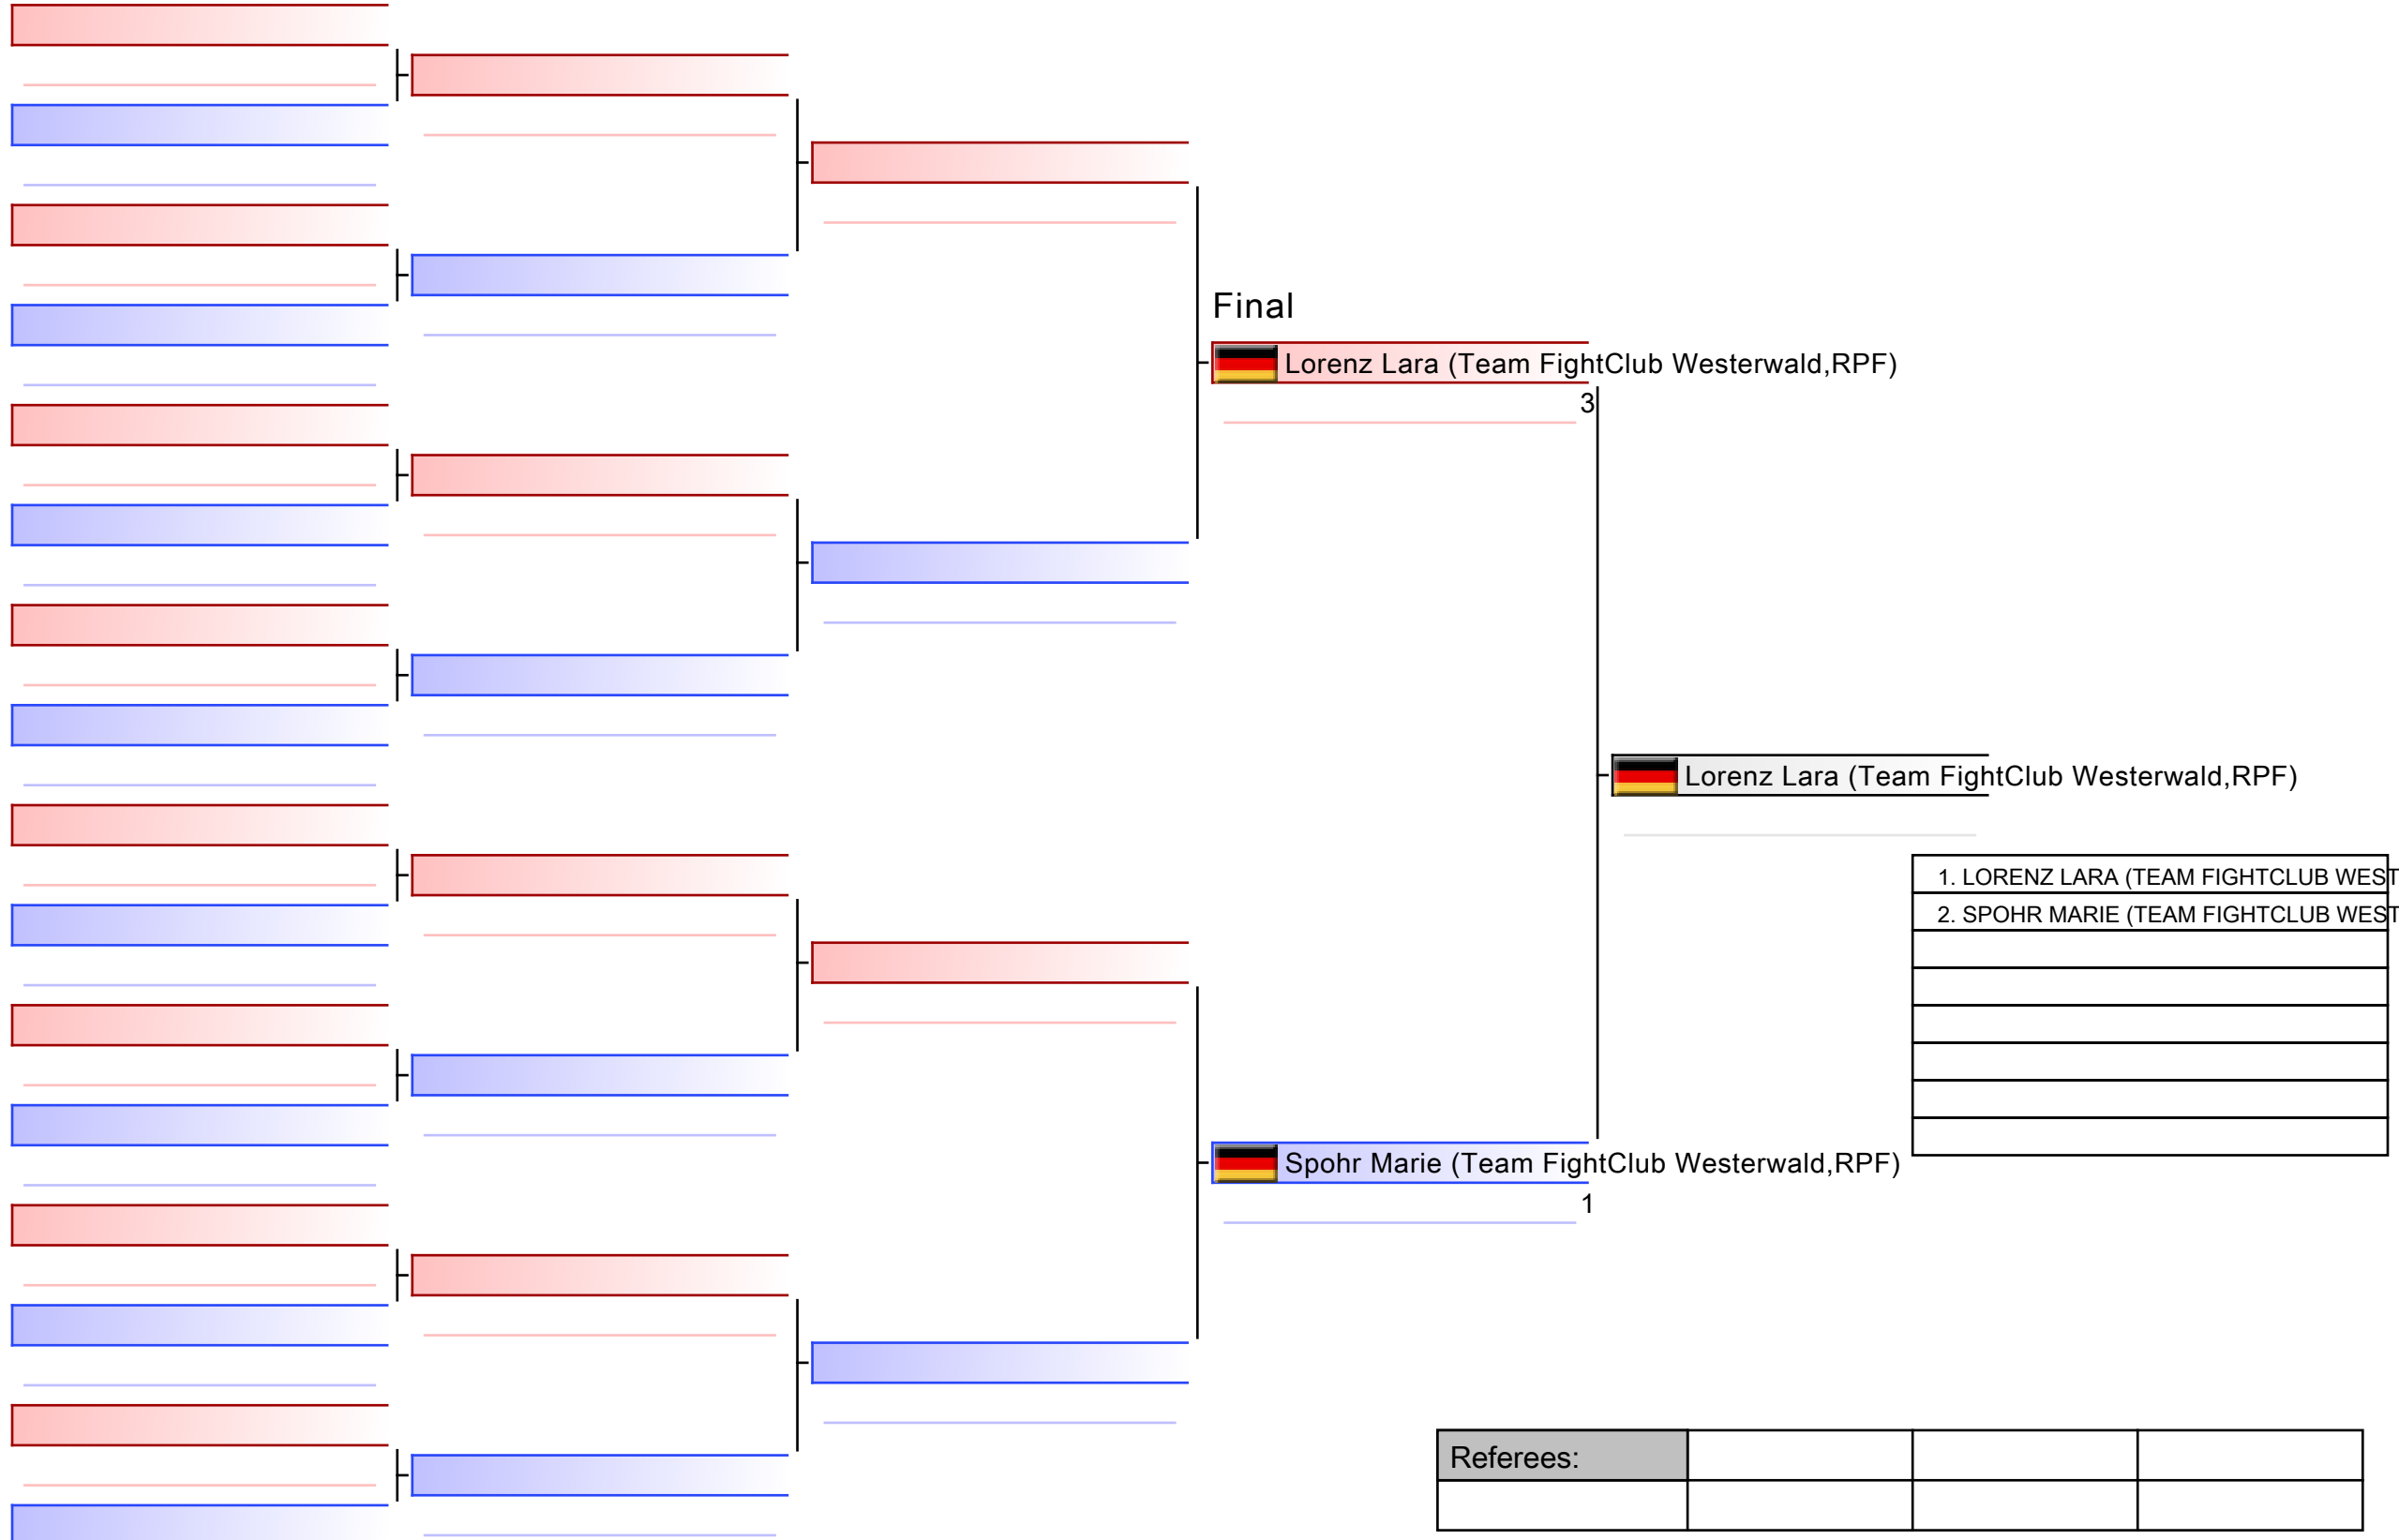 Final
Lorenz Lara (Team FightClub Westerwald,RPF)
3
Lorenz Lara (Team FightClub Westerwald,RPF)
1. LORENZ LARA (TEAM FIGHTCLUB WEST
2. SPOHR MARIE (TEAM FIGHTCLUB WEST
Spohr Marie (Team FightClub Westerwald,RPF)
1
Referees: